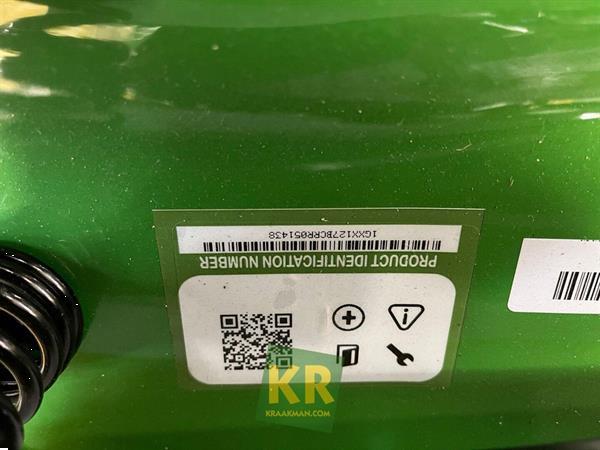 PRODUCT IDENTIFICATION NUMBER
1GXX127BCRR051438
KR
KRAAKMAN.COM